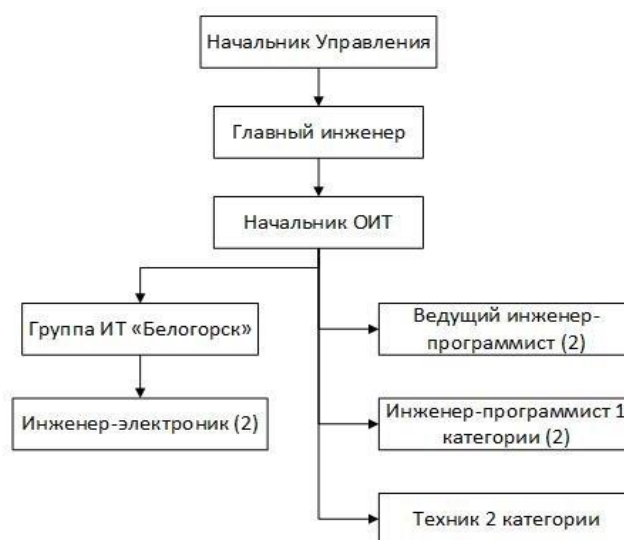 Начальник Управления
Главный инженер
Начальник ОИТ
Группа ИТ «Белогорск»
Инженер-электроник (2)
Ведущий инженер-
программист (2)
Инженер-программист 1
категории (2)
Техник 2 категории